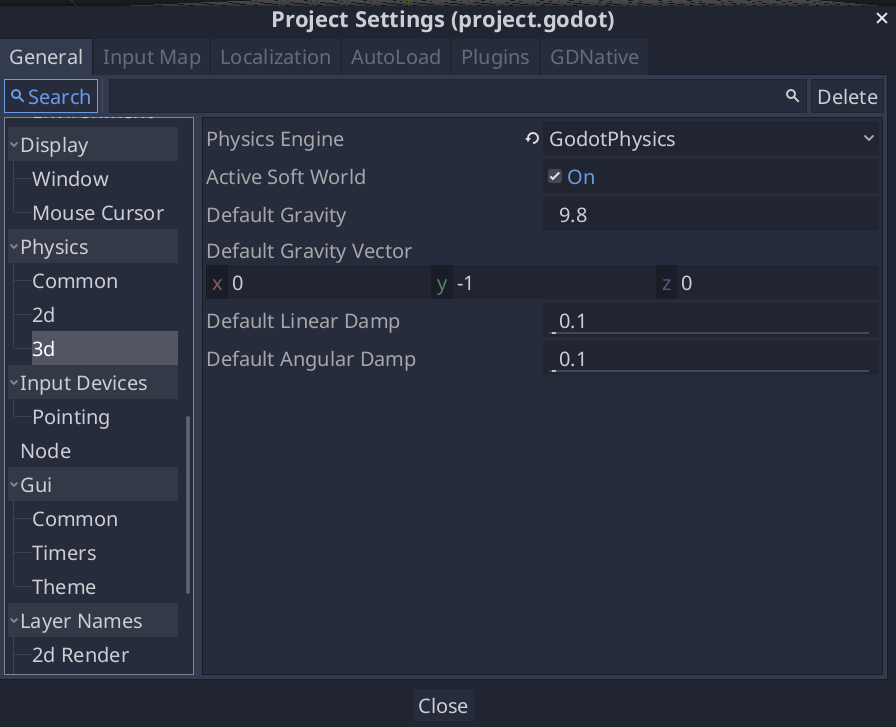 Project Settings (project.godot)
General Input Map Localization AutoLoad Plugins GDNative
Search Delete
Display
Window
Mouse Cursor
Physics
Common
2d
3d
Input Devices
Pointing
Node
Gui
Common
Timers
Theme
Layer Names
2d Render
Physics Engine GodotPhysics
Active Soft World On
Default Gravity 9.8
Default Gravity Vector
x 0 y -1 z 0
Default Linear Damp 0.1
Default Angular Damp 0.1
Close